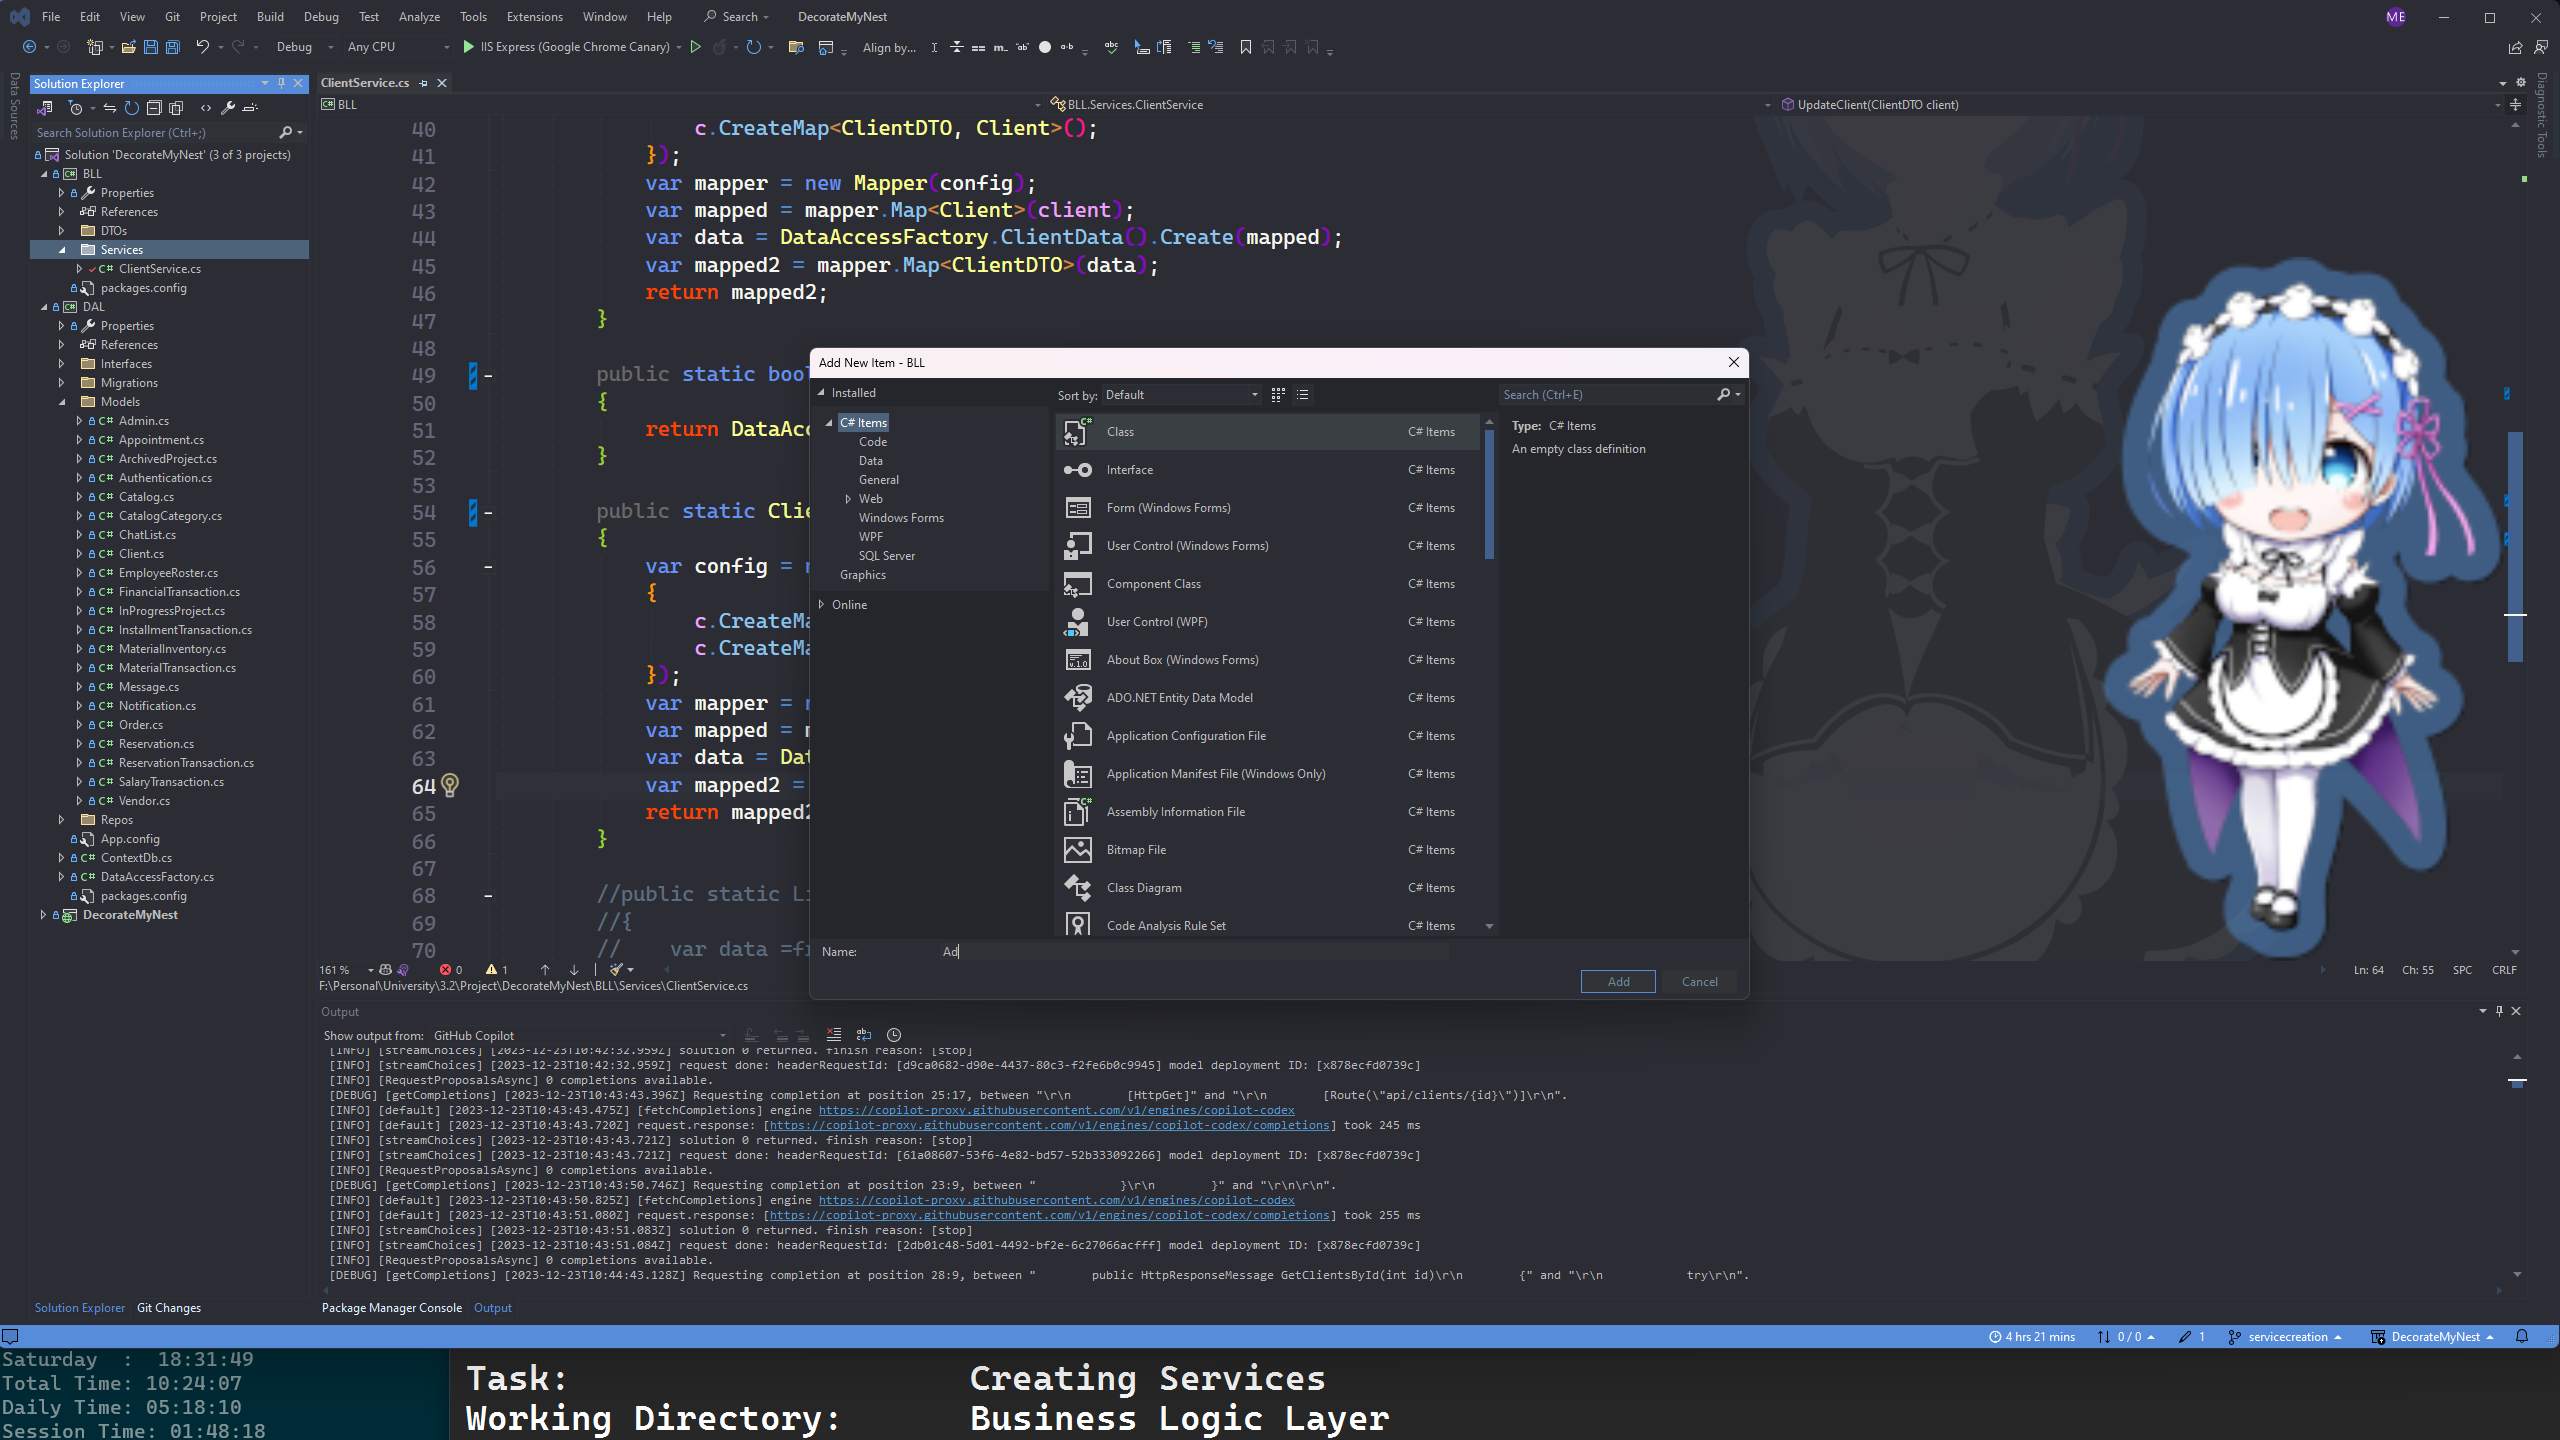 File Edit View Git Project Build Debug Test Analyze Tools Extensions Window Help Search DecorateMyNest ME
Debug Any CPU IIS Express (Google Chrome Canary) Align by...
Data Sources
Solution Explorer
Search Solution Explorer (Ctrl+;)
Solution 'DecorateMyNest' (3 of 3 projects)
BLL
Properties
References
DTOs
Services
ClientService.cs
packages.config
DAL
Properties
References
Interfaces
Migrations
Models
Admin.cs
Appointment.cs
ArchivedProject.cs
Authentication.cs
Catalog.cs
CatalogCategory.cs
ChatList.cs
Client.cs
EmployeeRoster.cs
FinancialTransaction.cs
InProgressProject.cs
InstallmentTransaction.cs
MaterialInventory.cs
MaterialTransaction.cs
Message.cs
Notification.cs
Order.cs
Reservation.cs
ReservationTransaction.cs
SalaryTransaction.cs
Vendor.cs
Repos
App.config
ContextDb.cs
DataAccessFactory.cs
packages.config
DecorateMyNest
Solution Explorer Git Changes
ClientService.cs
BLL BLL.Services.ClientService UpdateClient(ClientDTO client)
Diagnostic Tools
40 c.CreateMap<ClientDTO, Client>();
41 });
42 var mapper = new Mapper(config);
43 var mapped = mapper.Map<Client>(client);
44 var data = DataAccessFactory.ClientData().Create(mapped);
45 var mapped2 = mapper.Map<ClientDTO>(data);
46 return mapped2;
47 }
48
49 public static bool
50 {
51 return DataAcc
52 }
53
54 public static Clie
55 {
56 var config = n
57 {
58 c.CreateMa
59 c.CreateMa
60 });
61 var mapper = n
62 var mapped = m
63 var data = Dat
64 var mapped2 =
65 return mapped2
66 }
67
68 //public static Li
69 //{
70 // var data =fr
161 % 0 1 Ln: 64 Ch: 55 SPC CRLF
F:\Personal\University\3.2\Project\DecorateMyNest\BLL\Services\ClientService.cs
Add New Item - BLL
Installed
C# Items
Code
Data
General
Web
Windows Forms
WPF
SQL Server
Graphics
Online
Sort by: Default
Search (Ctrl+E)
Class C# Items
Interface C# Items
Form (Windows Forms) C# Items
User Control (Windows Forms) C# Items
Component Class C# Items
User Control (WPF) C# Items
About Box (Windows Forms) C# Items
ADO.NET Entity Data Model C# Items
Application Configuration File C# Items
Application Manifest File (Windows Only) C# Items
Assembly Information File C# Items
Bitmap File C# Items
Class Diagram C# Items
Code Analysis Rule Set C# Items
Type: C# Items
An empty class definition
Name: Ad
Add Cancel
Output
Show output from: GitHub Copilot
[INFO] [streamChoices] [2023-12-23T10:42:32.959Z] solution 0 returned. finish reason: [stop]
[INFO] [streamChoices] [2023-12-23T10:42:32.959Z] request done: headerRequestId: [d9ca0682-d90e-4437-80c3-f2fe6b0c9945] model deployment ID: [x878ecfd0739c]
[INFO] [RequestProposalsAsync] 0 completions available.
[DEBUG] [getCompletions] [2023-12-23T10:43:43.396Z] Requesting completion at position 25:17, between "\r\n [HttpGet]" and "\r\n [Route(\"api/clients/{id}\")]\r\n".
[INFO] [default] [2023-12-23T10:43:43.475Z] [fetchCompletions] engine https://copilot-proxy.githubusercontent.com/v1/engines/copilot-codex
[INFO] [default] [2023-12-23T10:43:43.720Z] request.response: [https://copilot-proxy.githubusercontent.com/v1/engines/copilot-codex/completions] took 245 ms
[INFO] [streamChoices] [2023-12-23T10:43:43.721Z] solution 0 returned. finish reason: [stop]
[INFO] [streamChoices] [2023-12-23T10:43:43.721Z] request done: headerRequestId: [61a08607-53f6-4e82-bd57-52b333092266] model deployment ID: [x878ecfd0739c]
[INFO] [RequestProposalsAsync] 0 completions available.
[DEBUG] [getCompletions] [2023-12-23T10:43:50.746Z] Requesting completion at position 23:9, between " }\r\n }" and "\r\n\r\n".
[INFO] [default] [2023-12-23T10:43:50.825Z] [fetchCompletions] engine https://copilot-proxy.githubusercontent.com/v1/engines/copilot-codex
[INFO] [default] [2023-12-23T10:43:51.080Z] request.response: [https://copilot-proxy.githubusercontent.com/v1/engines/copilot-codex/completions] took 255 ms
[INFO] [streamChoices] [2023-12-23T10:43:51.083Z] solution 0 returned. finish reason: [stop]
[INFO] [streamChoices] [2023-12-23T10:43:51.084Z] request done: headerRequestId: [2db01c48-5d01-4492-bf2e-6c27066acfff] model deployment ID: [x878ecfd0739c]
[INFO] [RequestProposalsAsync] 0 completions available.
[DEBUG] [getCompletions] [2023-12-23T10:44:43.128Z] Requesting completion at position 28:9, between " public HttpResponseMessage GetClientsById(int id)\r\n {" and "\r\n try\r\n".
Package Manager Console Output
4 hrs 21 mins 0 / 0 1 servicecreation DecorateMyNest
Saturday : 18:31:49
Total Time: 10:24:07
Daily Time: 05:18:10
Session Time: 01:48:18
Task: Creating Services
Working Directory: Business Logic Layer